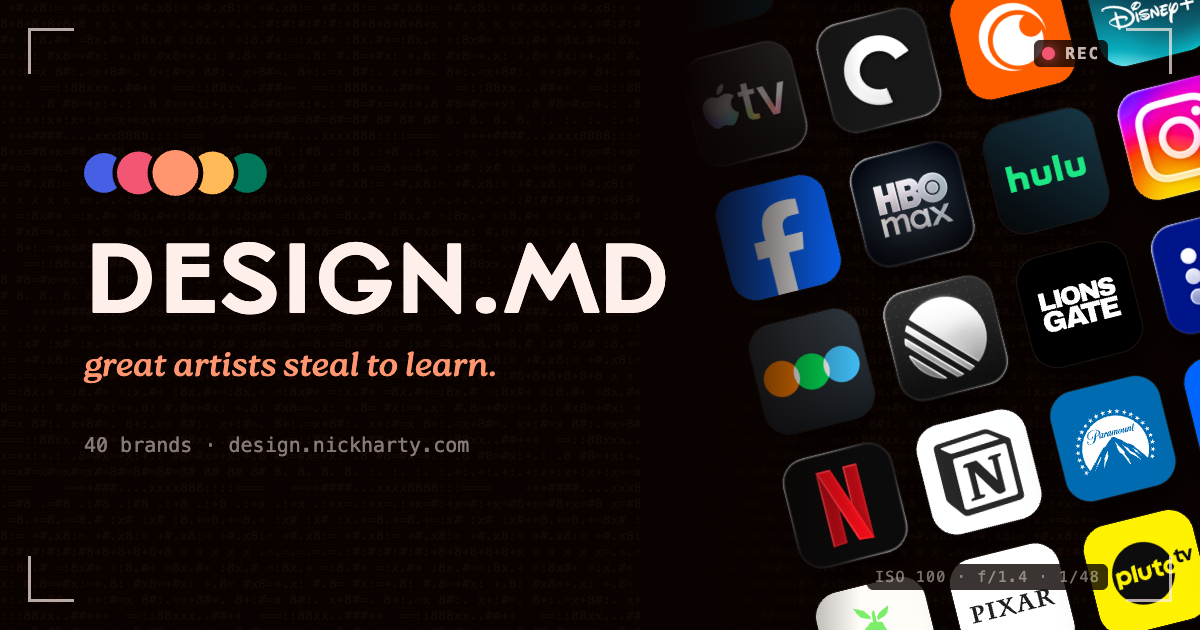 DESIGN.MD
great artists steal to learn.
40 brands · design.nickharty.com
Disney+
REC
tv
hulu
HBO
max
LIONS
GATE
Paramount
N
pluto tv
ISO 100 · f/1.4 · 1/48
PIXAR